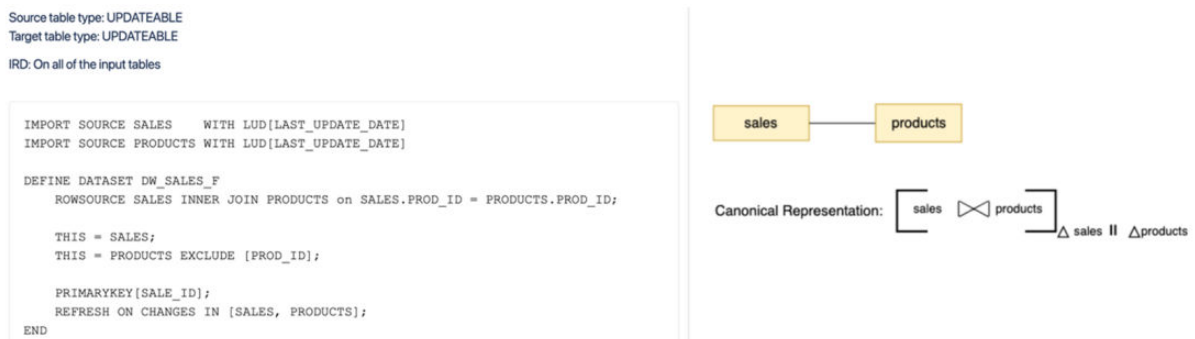 Source table type: UPDATEABLE
Target table type: UPDATEABLE
IRD: On all of the input tables
IMPORT SOURCE SALES    WITH LUD[LAST_UPDATE_DATE]
IMPORT SOURCE PRODUCTS WITH LUD[LAST_UPDATE_DATE]
DEFINE DATASET DW_SALES_F
ROWSOURCE SALES INNER JOIN PRODUCTS on SALES.PROD_ID = PRODUCTS.PROD_ID;
THIS = SALES;
THIS = PRODUCTS EXCLUDE [PROD_ID];
PRIMARYKEY[SALE_ID];
REFRESH ON CHANGES IN [SALES, PRODUCTS];
END
sales products
Canonical Representation: [sales ⋈ products] Δ sales || Δproducts